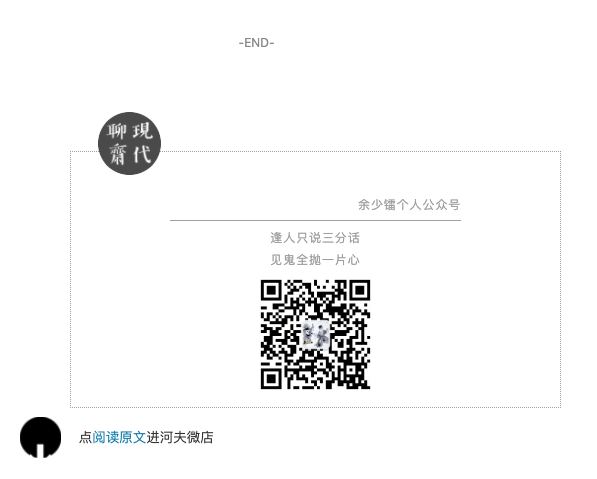 -END-
現代
聊齋
余少镭个人公众号
逢人只说三分话
见鬼全抛一片心
点阅读原文进河夫微店